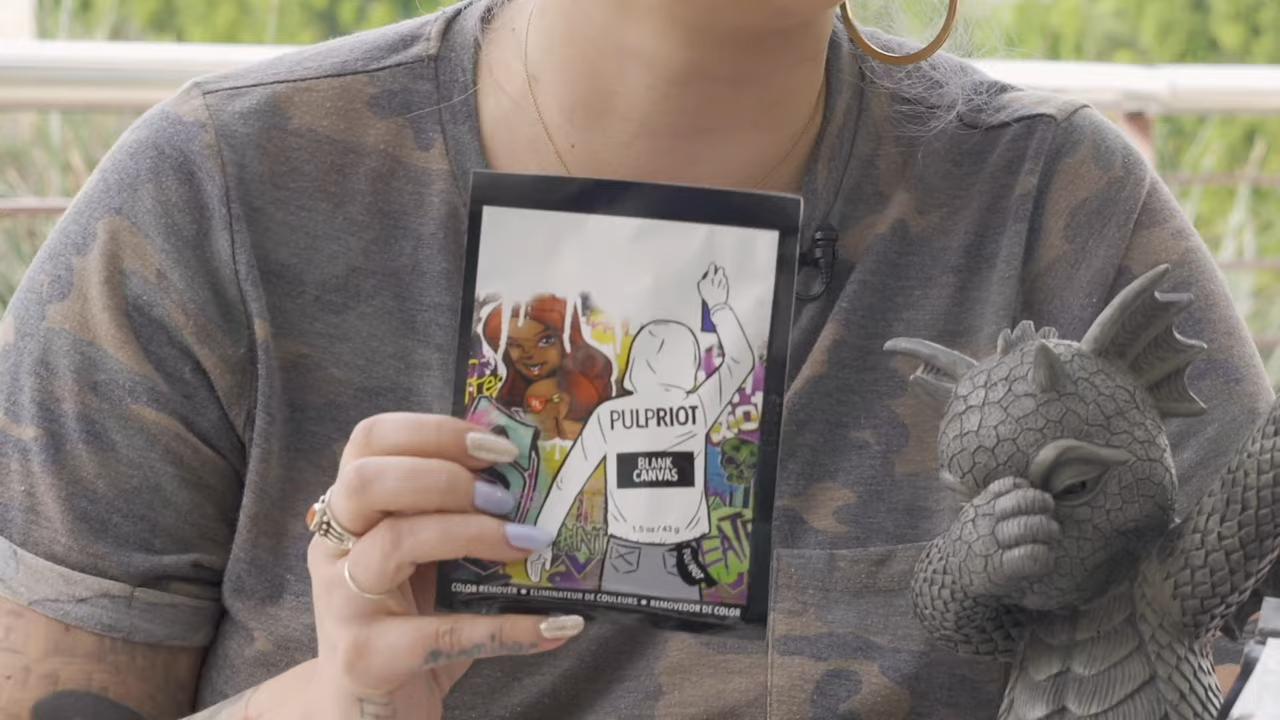 PULPRIOT
BLANK
CANVAS
1.5 oz / 43 g
COLOR REMOVER • ELIMINATEUR DE COULEURS • REMOVEDOR DE COLOR